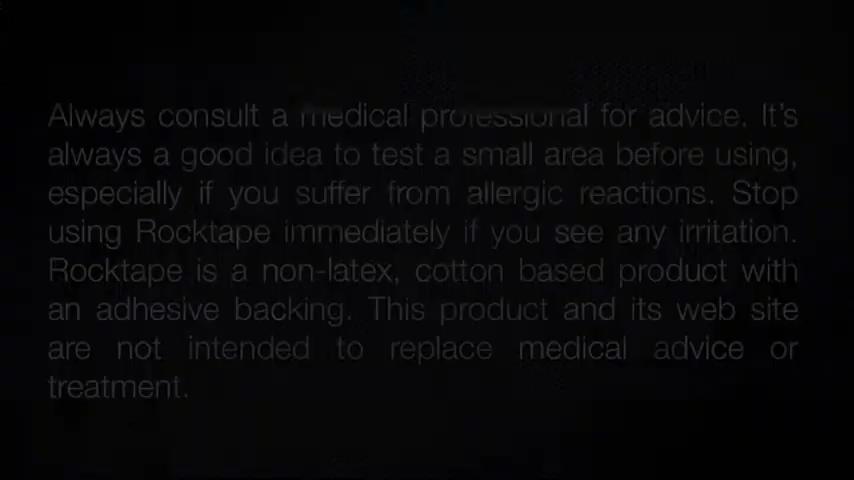 Always consult a medical professional for advice. It's
always a good idea to test a small area before using,
especially if you suffer from allergic reactions. Stop
using Rocktape immediately if you see any irritation.
Rocktape is a non-latex, cotton based product with
an adhesive backing. This product and its web site
are not intended to replace medical advice or
treatment.